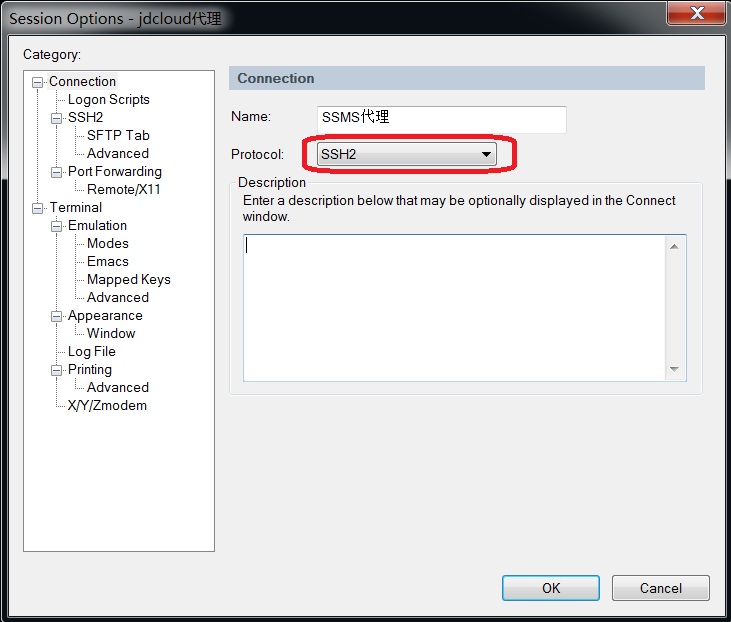 Session Options - jdcloud代理
Category:
Connection
Logon Scripts
SSH2
SFTP Tab
Advanced
Port Forwarding
Remote/X11
Terminal
Emulation
Modes
Emacs
Mapped Keys
Advanced
Appearance
Window
Log File
Printing
Advanced
X/Y/Zmodem
Connection
Name: SSMS代理
Protocol: SSH2
Description
Enter a description below that may be optionally displayed in the Connect
window.
OK Cancel